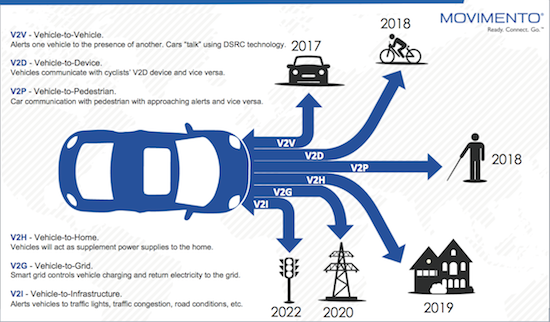 MOVIMENTO®
Ready. Connect. Go.™
V2V - Vehicle-to-Vehicle.
Alerts one vehicle to the presence of another. Cars "talk" using DSRC technology.
V2D - Vehicle-to-Device.
Vehicles communicate with cyclists' V2D device and vice versa.
V2P - Vehicle-to-Pedestrian.
Car communication with pedestrian with approaching alerts and vice versa.
2017
2018
V2V
V2D
V2P
V2H
V2G
V2I
2018
V2H - Vehicle-to-Home.
Vehicles will act as supplement power supplies to the home.
V2G - Vehicle-to-Grid.
Smart grid controls vehicle charging and return electricity to the grid.
V2I - Vehicle-to-Infrastructure.
Alerts vehicles to traffic lights, traffic congestion, road conditions, etc.
2022
2020
2019